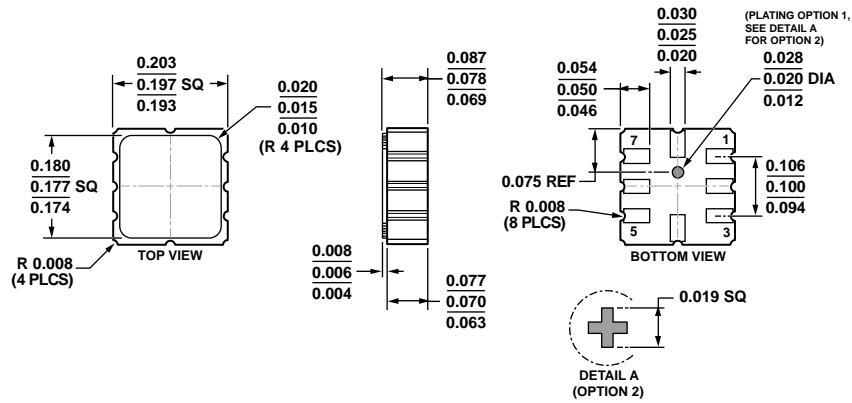 0.203
0.197 SQ
0.193
0.020
0.015
0.010
(R 4 PLCS)
0.180
0.177 SQ
0.174
R 0.008
(4 PLCS)
TOP VIEW
0.087
0.078
0.069
0.008
0.006
0.004
0.077
0.070
0.063
0.030
0.025
0.020
(PLATING OPTION 1,
SEE DETAIL A
FOR OPTION 2)
0.054
0.050
0.046
0.028
0.020 DIA
0.012
7
1
0.075 REF
0.106
0.100
0.094
R 0.008
(8 PLCS)
5
3
BOTTOM VIEW
0.019 SQ
DETAIL A
(OPTION 2)